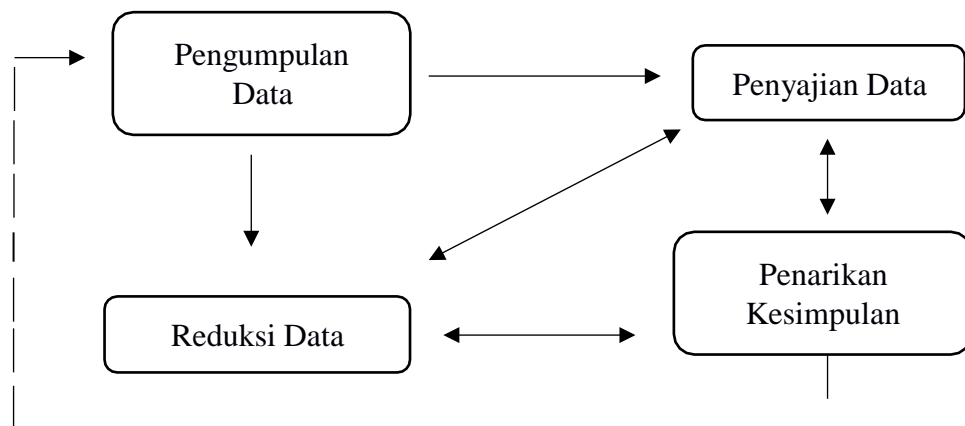 Pengumpulan
Data
Penyajian Data
Penarikan
Kesimpulan
Reduksi Data